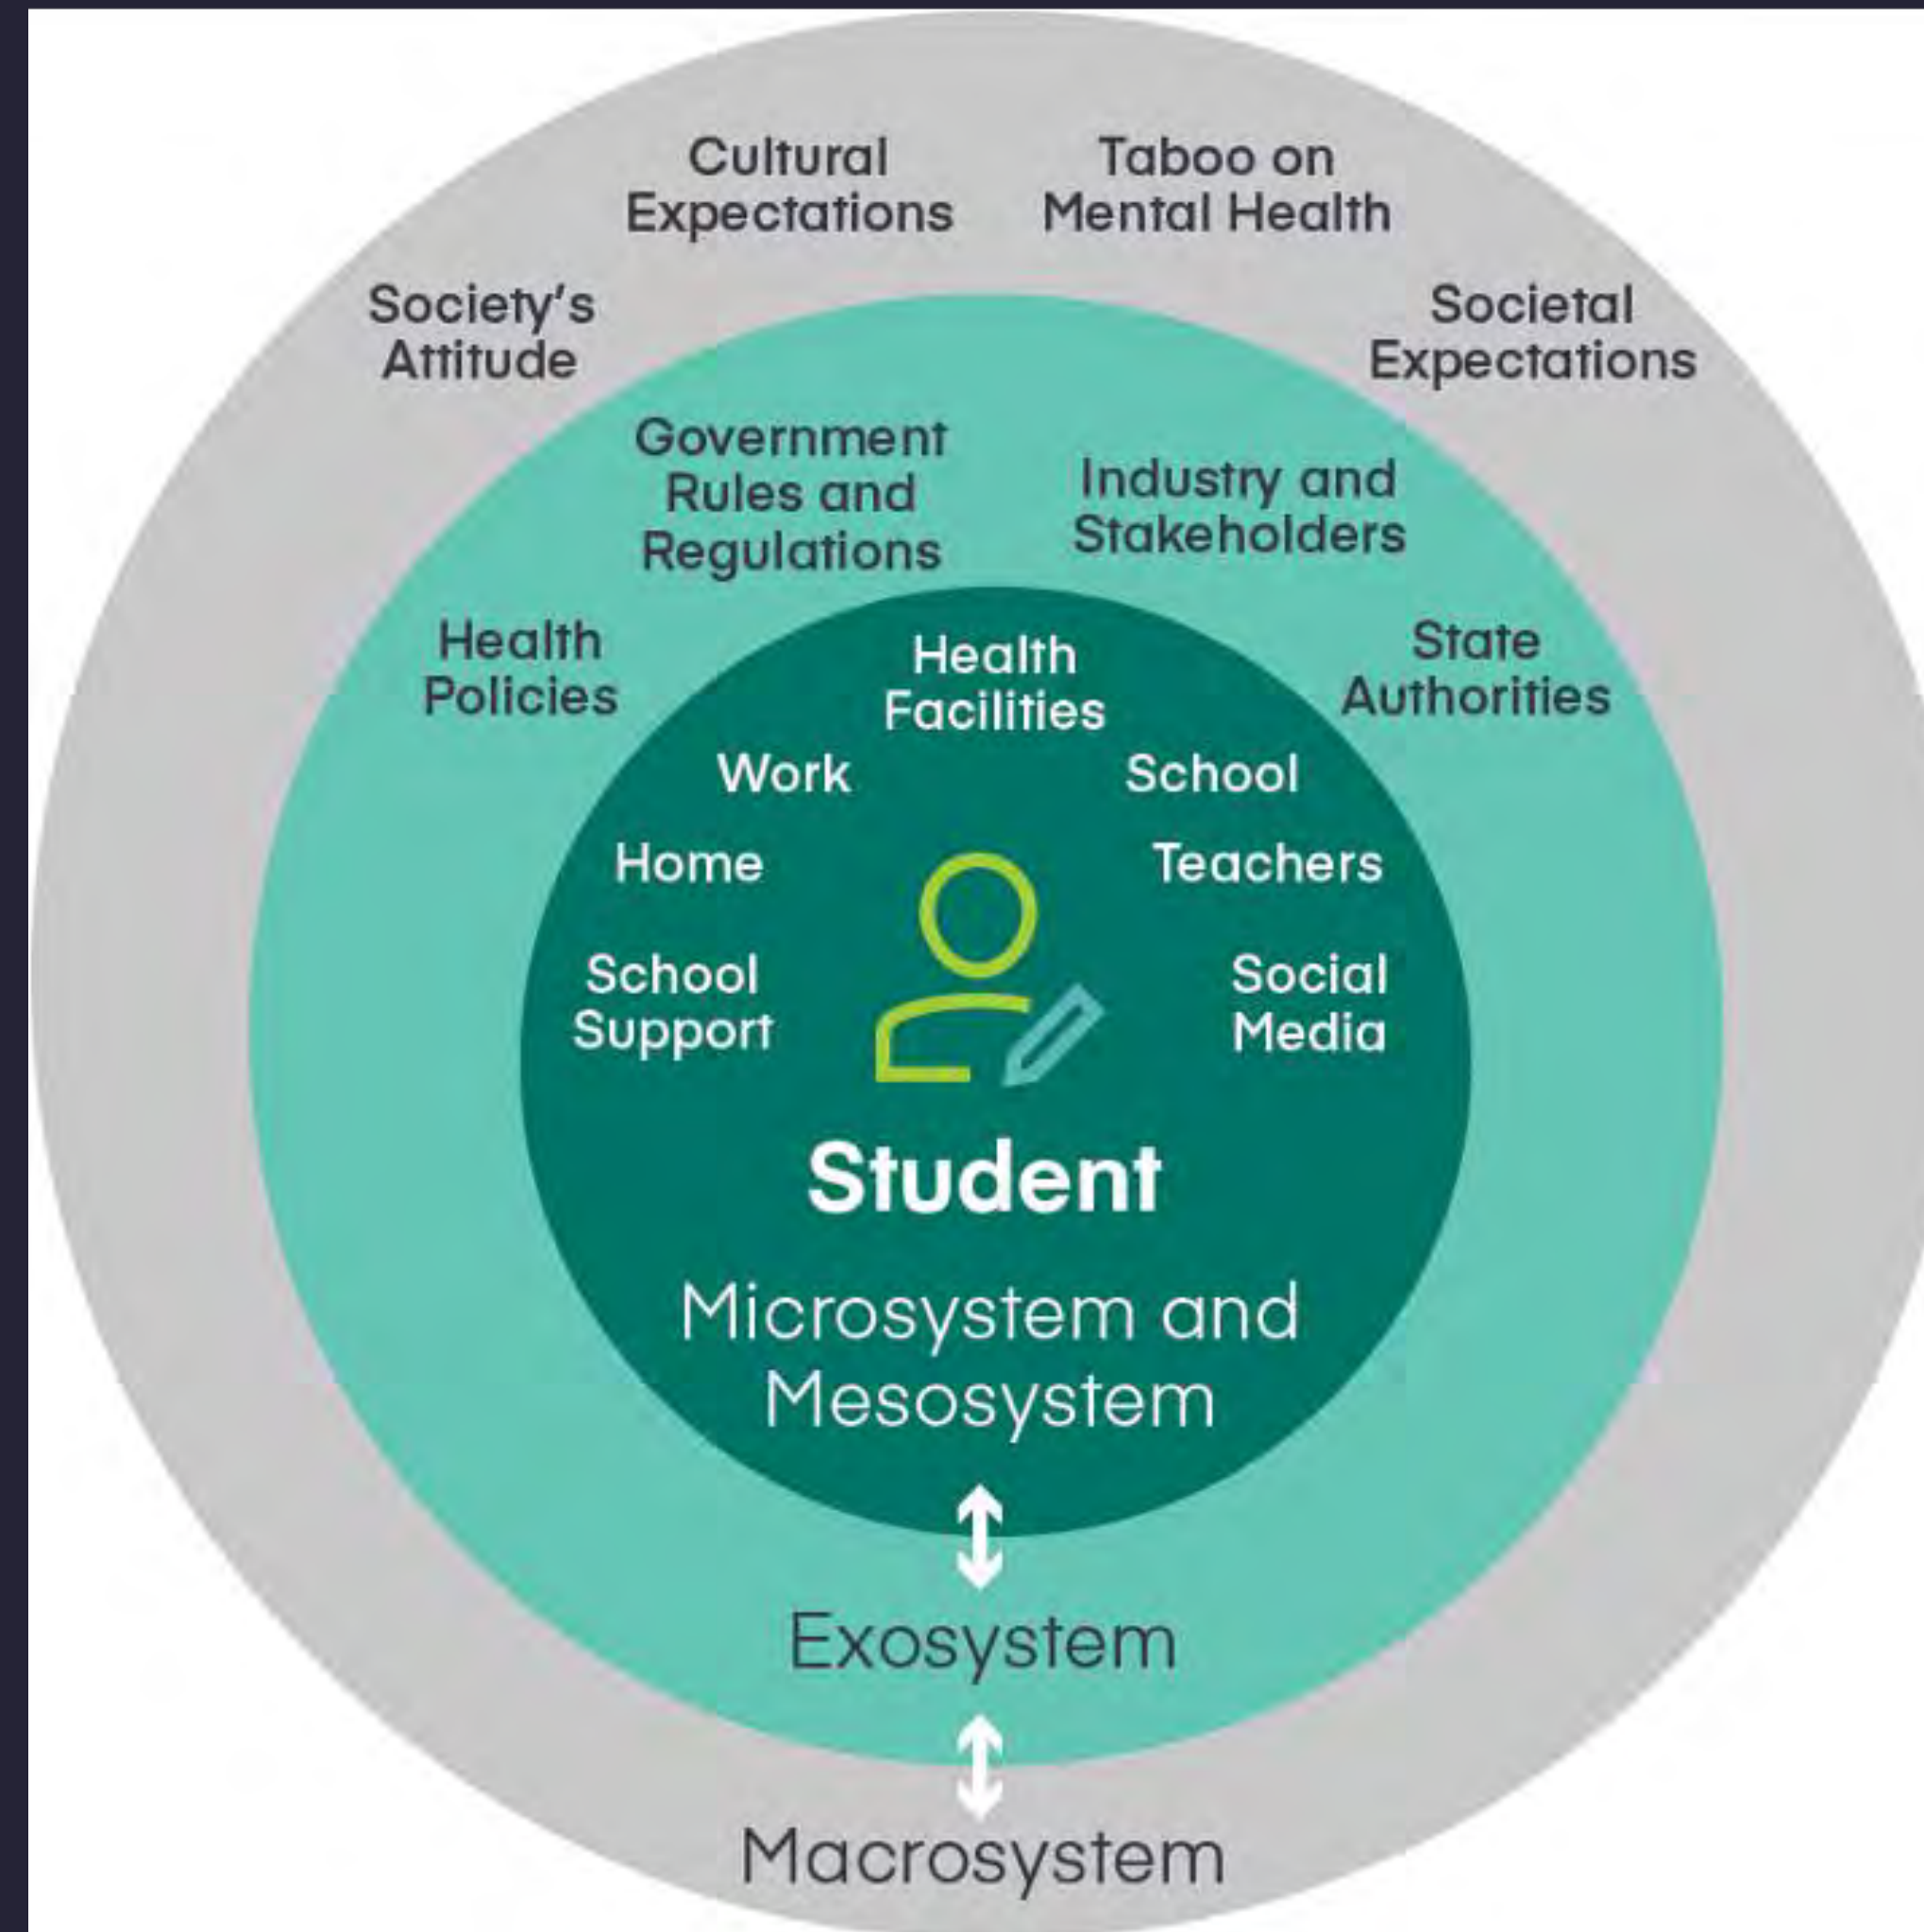 Cultural
Expectations
Taboo on
Mental Health
Society's
Attitude
Societal
Expectations
Government
Rules and
Regulations
Industry and
Stakeholders
Health
Policies
State
Authorities
Health
Facilities
Work
School
Home
Teachers
School
Support
Social
Media
Student
Microsystem and
Mesosystem
Exosystem
Macrosystem